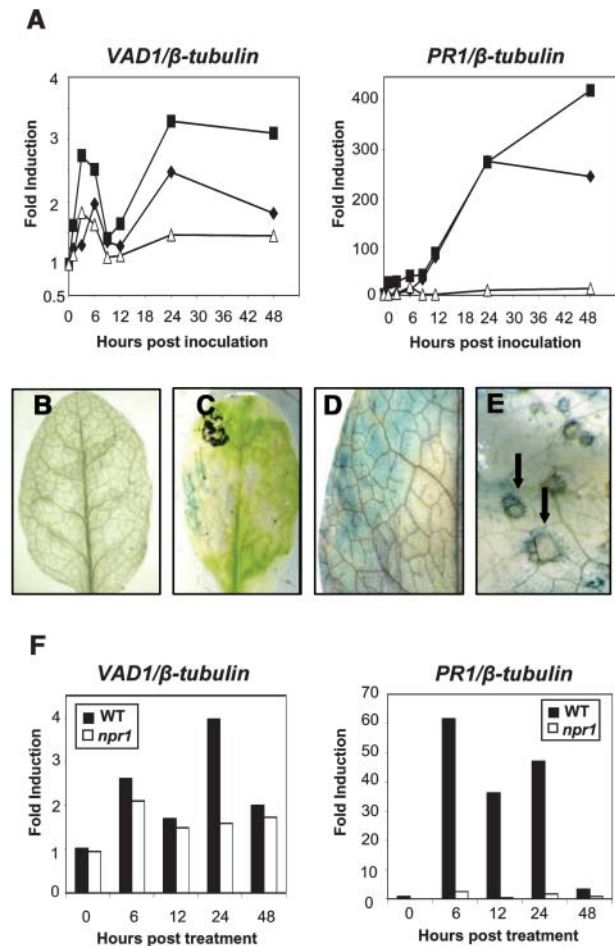 A
VAD1/β-tubulin
PR1/β-tubulin
Fold Induction
4
3
2
1
0.5
0 6 12 18 24 30 36 42 48
Hours post inoculation
Fold Induction
400
300
200
100
0
0 6 12 18 24 30 36 42 48
Hours post inoculation
B
C
D
E
F
VAD1/β-tubulin
PR1/β-tubulin
Fold Induction
4
3
2
1
0
WT
npr1
0 6 12 24 48
Hours post treatment
Fold Induction
70
60
50
40
30
20
10
0
WT
npr1
0 6 12 24 48
Hours post treatment